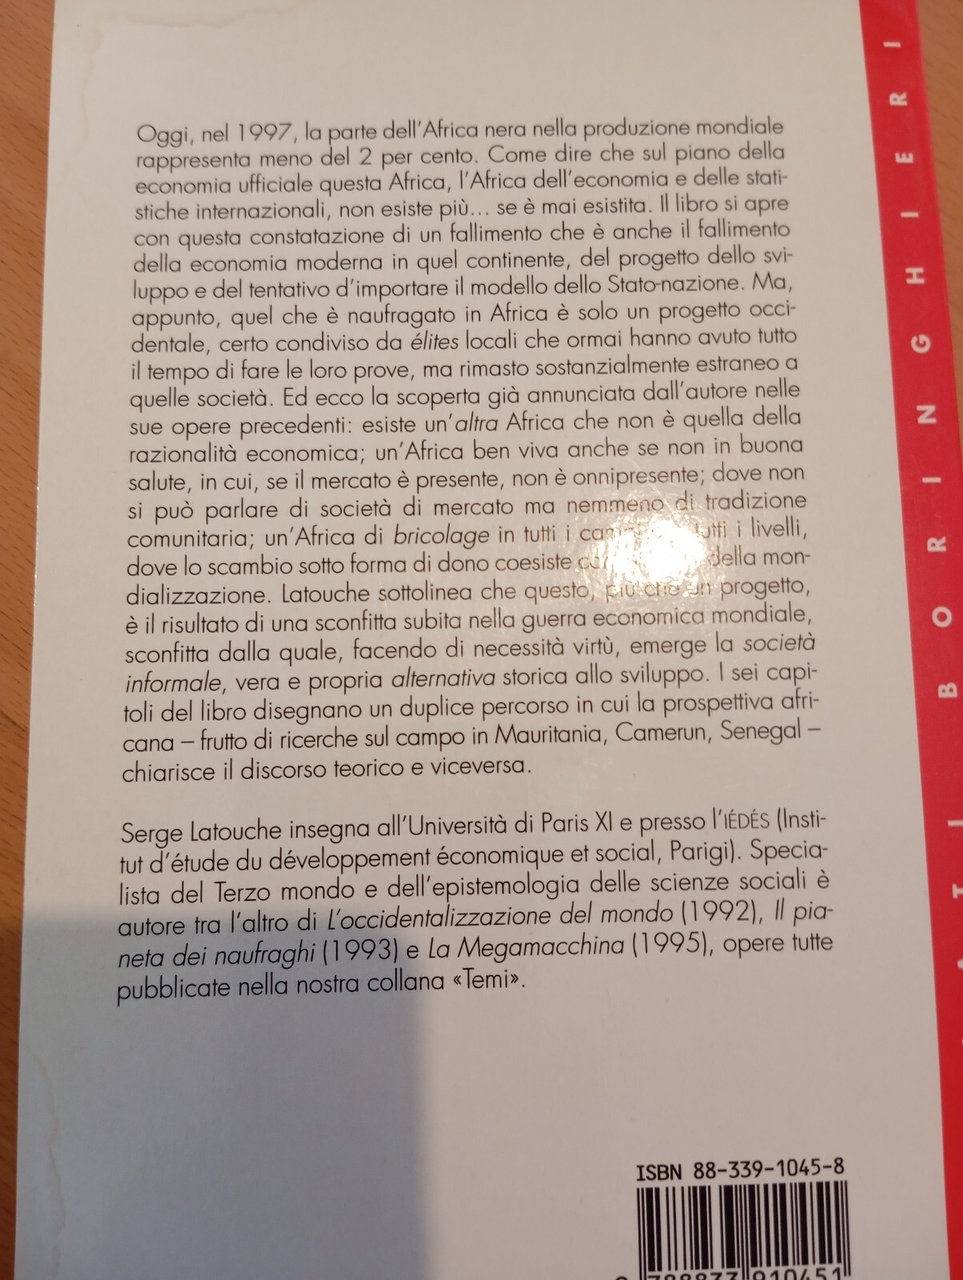 Oggi, nel 1997, la parte dell'Africa nera nella produzione mondiale
rappresenta meno del 2 per cento. Come dire che sul piano della
economia ufficiale questa Africa, l'Africa dell'economia e delle stati-
stiche internazionali, non esiste più... se è mai esistita. Il libro si apre
con questa constatazione di un fallimento che è anche il fallimento
della economia moderna in quel continente, del progetto dello svi-
luppo e del tentativo d'importare il modello dello Stato-nazione. Ma,
appunto, quel che è naufragato in Africa è solo un progetto occi-
dentale, certo condiviso da élites locali che ormai hanno avuto tutto
il tempo di fare le loro prove, ma rimasto sostanzialmente estraneo a
quelle società. Ed ecco la scoperta già annunciata dall'autore nelle
sue opere precedenti: esiste un'altra Africa che non è quella della
razionalità economica; un'Africa ben viva anche se non in buona
salute, in cui, se il mercato è presente, non è onnipresente; dove non
si può parlare di società di mercato ma nemmeno di tradizione
comunitaria; un'Africa di bricolage in tutti i livelli,
dove lo scambio sotto forma di dono coesiste della mon-
dializzazione. Latouche sottolinea che questo, più che un progetto,
è il risultato di una sconfitta subita nella guerra economica mondiale,
sconfitta dalla quale, facendo di necessità virtù, emerge la società
informale, vera e propria alternativa storica allo sviluppo. I sei capi-
toli del libro disegnano un duplice percorso in cui la prospettiva afri-
cana – frutto di ricerche sul campo in Mauritania, Camerun, Senegal –
chiarisce il discorso teorico e viceversa.
Serge Latouche insegna all'Università di Paris XI e presso l'IÉDÉS (Insti-
tut d'étude du développement économique et social, Parigi). Specia-
lista del Terzo mondo e dell'epistemologia delle scienze sociali è
autore tra l'altro di L'occidentalizzazione del mondo (1992), Il pia-
neta dei naufraghi (1993) e La Megamacchina (1995), opere tutte
pubblicate nella nostra collana «Temi».
BORINGHIERI
ISBN 88-339-1045-8
788833 910451